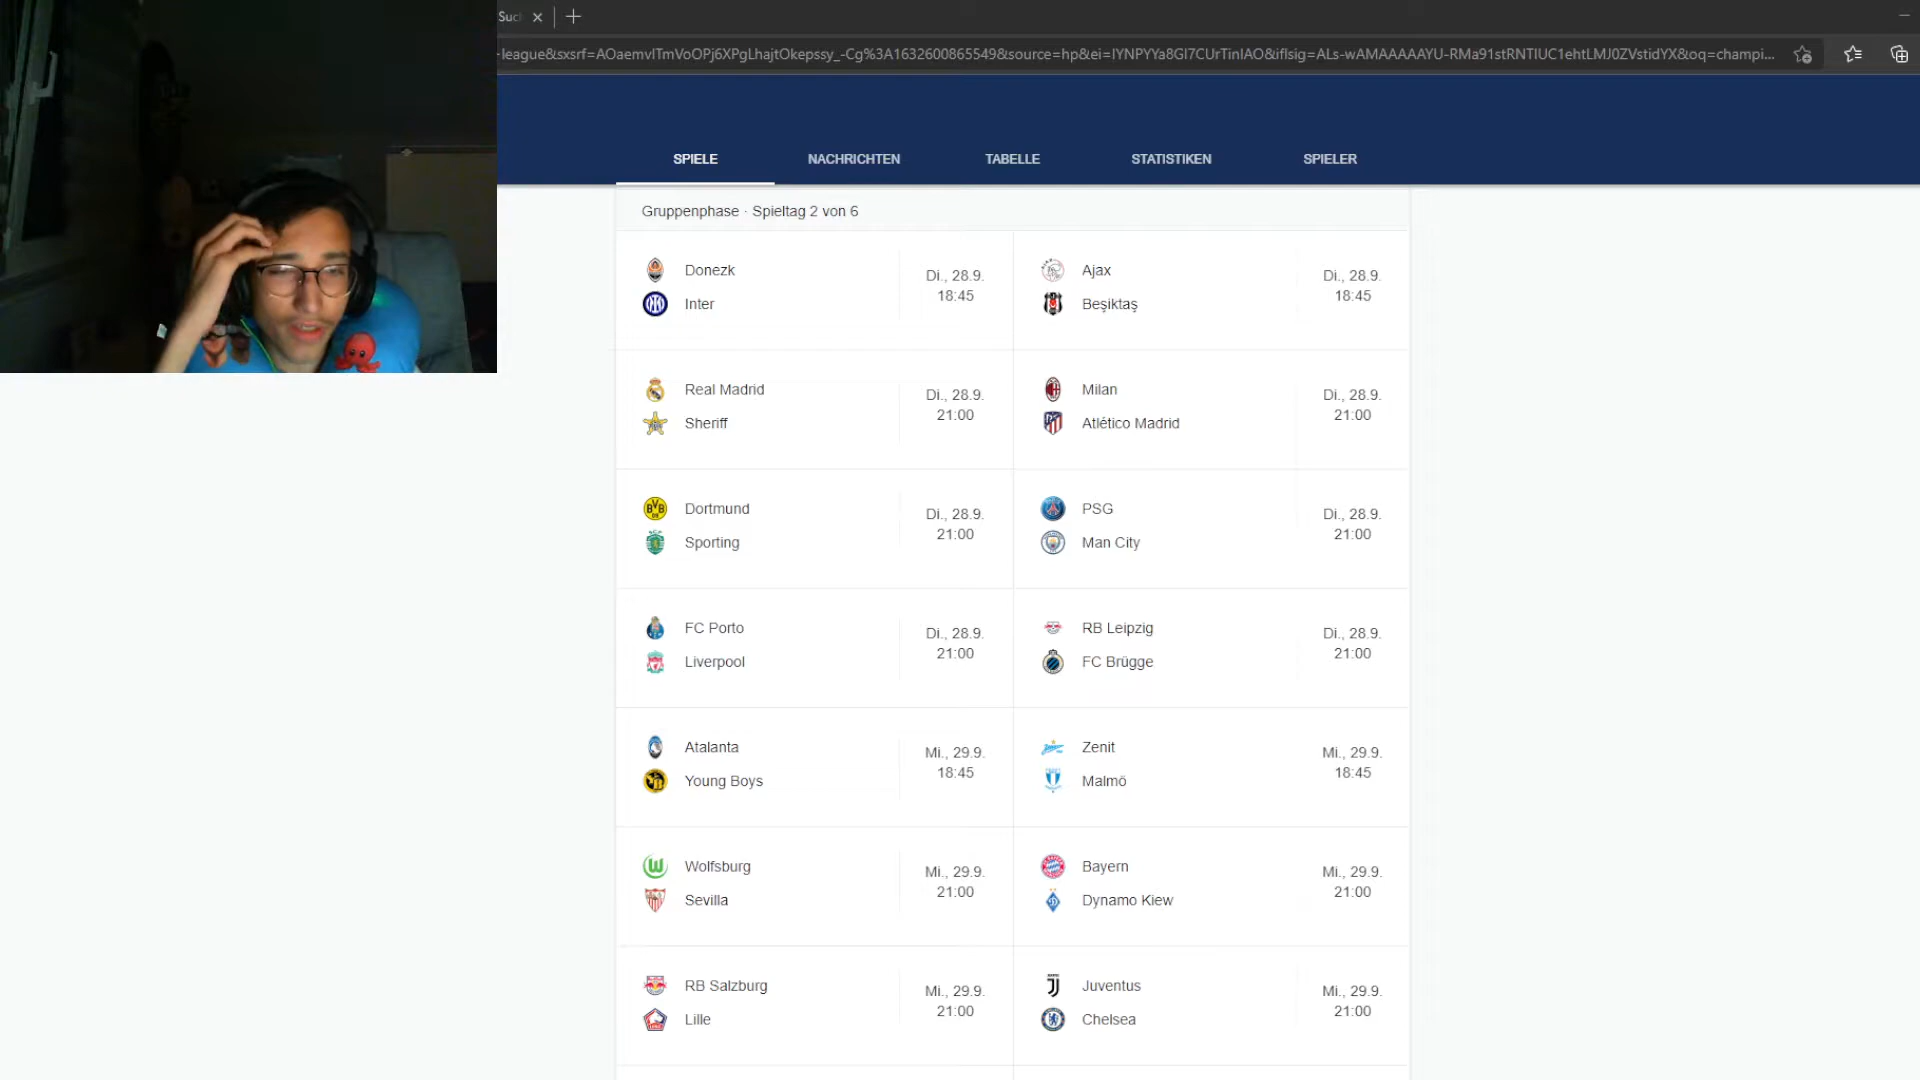 Suc
league&sxsrf=AOaemvITmVoOPj6XPgLhajtOkepssy_-Cg%3A1632600865549&source=hp&ei=IYNPYYa8GI7CUrTinIAO&iflsig=ALs-wAMAAAAAYU-RMa91stRNTIUC1ehtLMJ0ZVstidYX&oq=champi...
SPIELE
NACHRICHTEN
TABELLE
STATISTIKEN
SPIELER
Gruppenphase · Spieltag 2 von 6
Donezk
Inter
Di., 28.9.
18:45
Ajax
Beşiktaş
Di., 28.9.
18:45
Real Madrid
Sheriff
Di., 28.9.
21:00
Milan
Atlético Madrid
Di., 28.9.
21:00
Dortmund
Sporting
Di., 28.9.
21:00
PSG
Man City
Di., 28.9.
21:00
FC Porto
Liverpool
Di., 28.9.
21:00
RB Leipzig
FC Brügge
Di., 28.9.
21:00
Atalanta
Young Boys
Mi., 29.9.
18:45
Zenit
Malmö
Mi., 29.9.
18:45
Wolfsburg
Sevilla
Mi., 29.9.
21:00
Bayern
Dynamo Kiew
Mi., 29.9.
21:00
RB Salzburg
Lille
Mi., 29.9.
21:00
Juventus
Chelsea
Mi., 29.9.
21:00